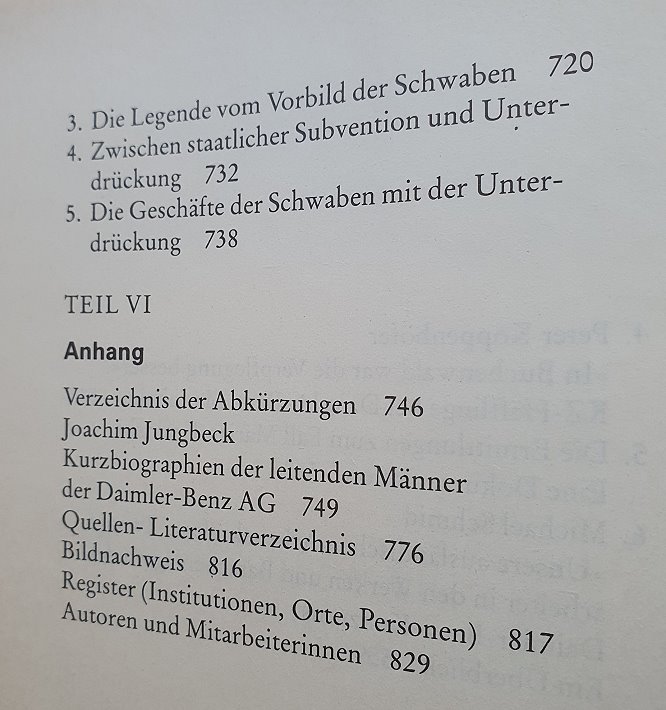 3. Die Legende vom Vorbild der Schwaben 720
4. Zwischen staatlicher Subvention und Unter-
drückung 732
5. Die Geschäfte der Schwaben mit der Unter-
drückung 738
TEIL VI
Anhang
Verzeichnis der Abkürzungen 746
Joachim Jungbeck
Kurzbiographien der leitenden Männer
der Daimler-Benz AG 749
Quellen- Literaturverzeichnis 776
Bildnachweis 816
Register (Institutionen, Orte, Personen) 817
Autoren und Mitarbeiterinnen 829